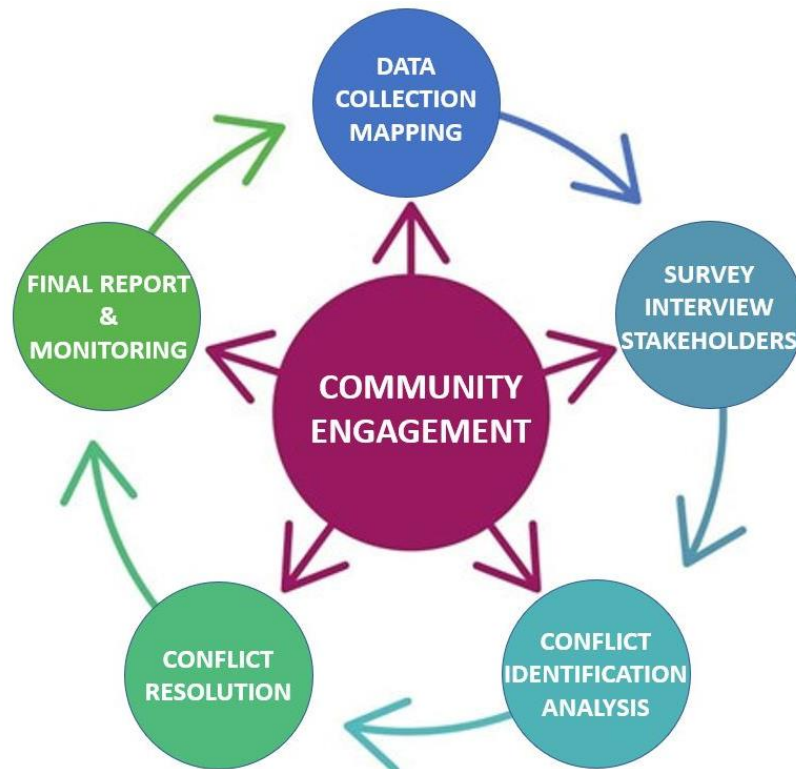 DATA
COLLECTION
MAPPING
SURVEY
INTERVIEW
STAKEHOLDERS
CONFLICT
IDENTIFICATION
ANALYSIS
CONFLICT
RESOLUTION
FINAL REPORT
&
MONITORING
COMMUNITY
ENGAGEMENT